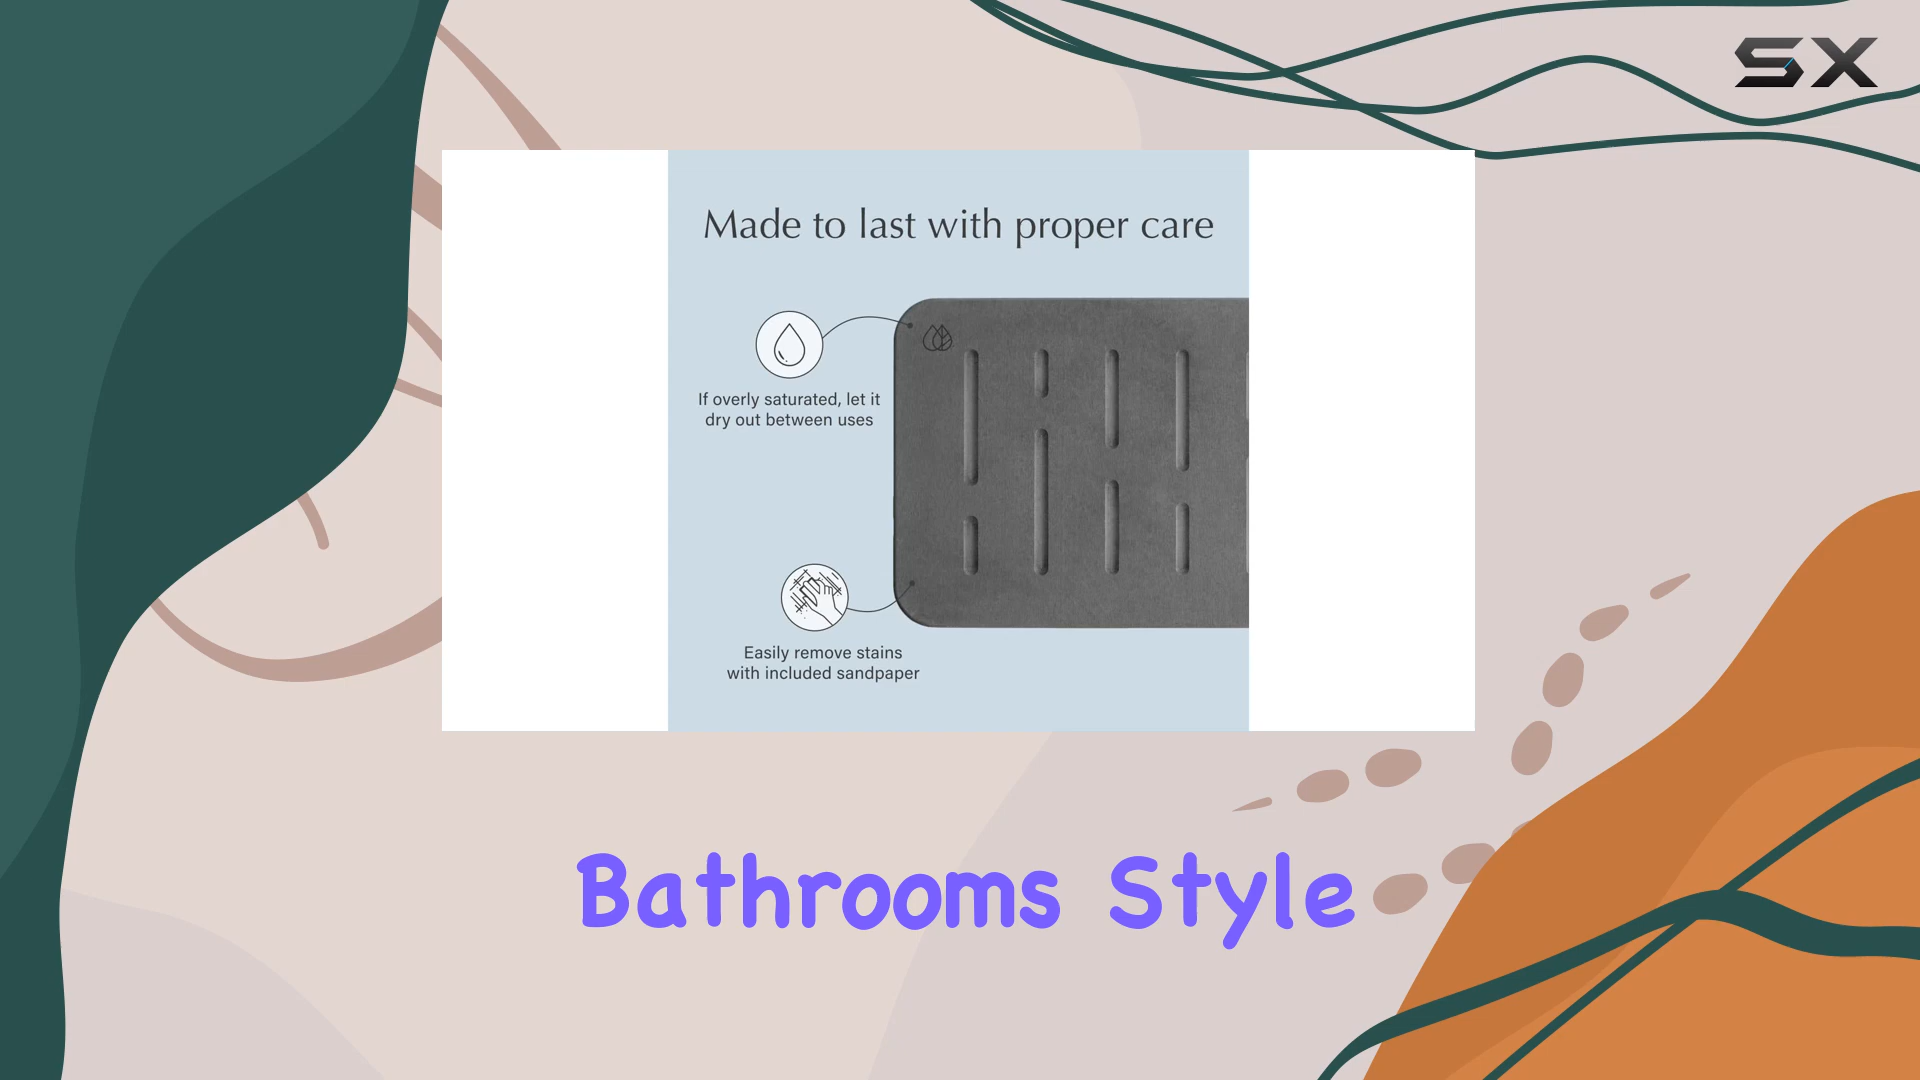 SX
Made to last with proper care
If overly saturated, let it
dry out between uses
Easily remove stains
with included sandpaper
Bathrooms Style